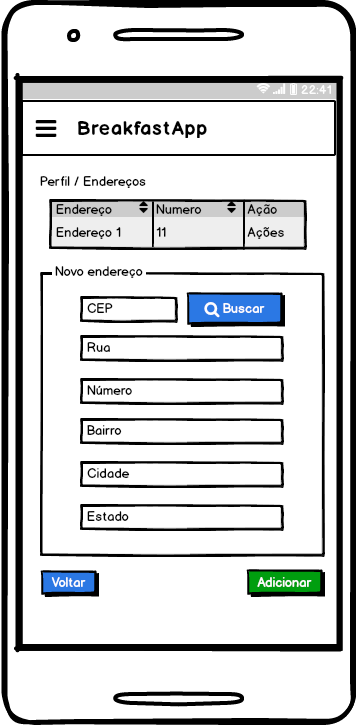 22:41
BreakfastApp
Perfil / Endereços
Endereço Numero Ação
Endereço 1 11 Ações
Novo endereço
CEP Buscar
Rua
Número
Bairro
Cidade
Estado
Voltar Adicionar